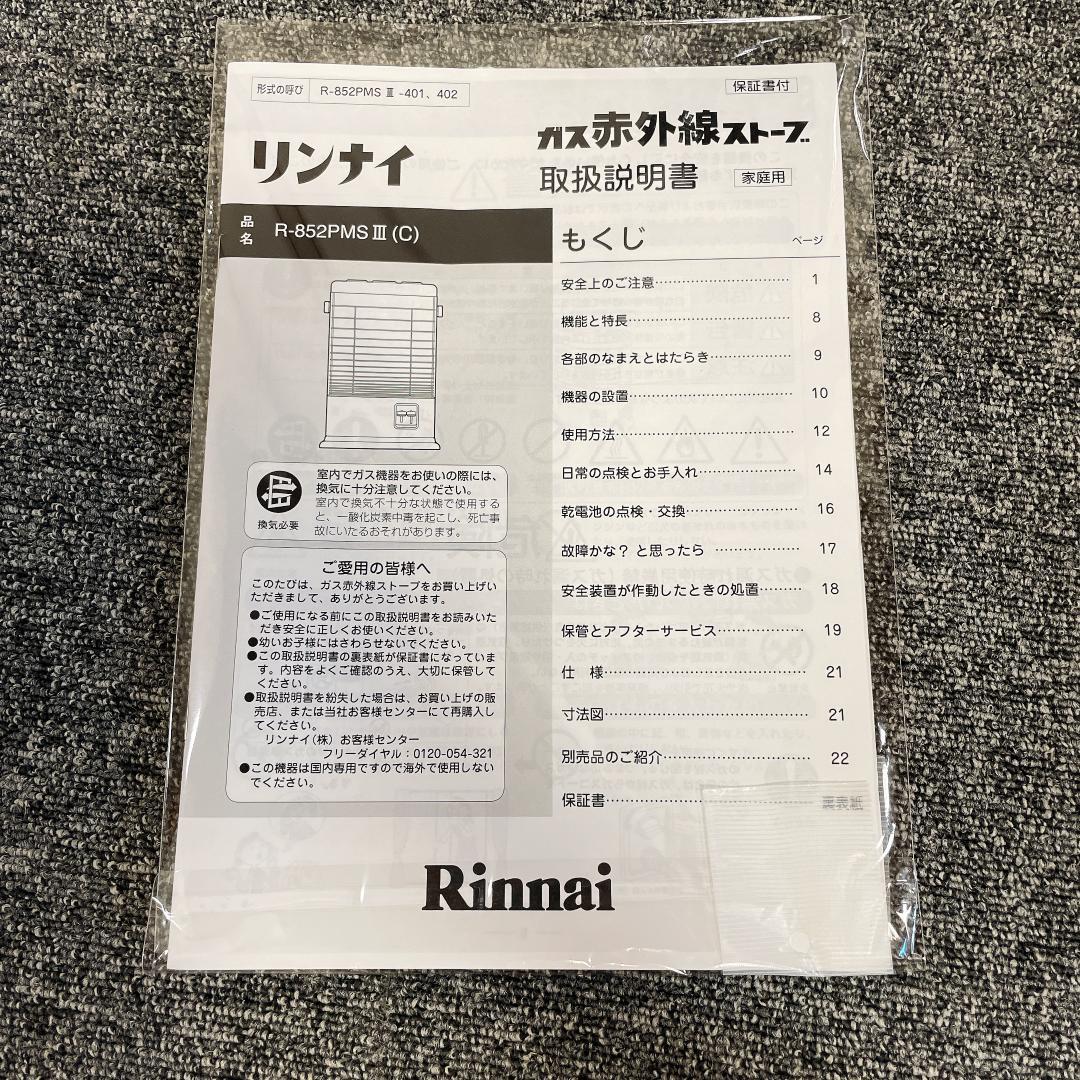 形式の呼び R-852PMS Ⅲ -401、402
保証書付
リンナイ
ガス赤外線ストーブ
取扱説明書 家庭用
品名 R-852PMSⅢ(C)
換気必要
室内でガス機器をお使いの際には、
換気に十分注意してください。
室内で換気不十分な状態で使用する
と、一酸化炭素中毒を起こし、死亡事
故にいたるおそれがあります。
ご愛用の皆様へ
このたびは、ガス赤外線ストーブをお買い上げい
ただきまして、ありがとうございます。
●ご使用になる前にこの取扱説明書をお読みいた
だき安全に正しくお使いください。
●幼いお子様にはさわらせないでください。
●この取扱説明書の裏表紙が保証書になっていま
す。内容をよくご確認のうえ、大切に保管して
ください。
●取扱説明書を紛失した場合は、お買い上げの販
売店、または当社お客様センターにて再購入し
てください。
リンナイ(株) お客様センター
フリーダイヤル:0120-054-321
●この機器は国内専用ですので海外で使用しない
でください。
もくじ ページ
安全上のご注意……………………… 1
機能と特長…………………………… 8
各部のなまえとはたらき…………… 9
機器の設置…………………………… 10
使用方法……………………………… 12
日常の点検とお手入れ……………… 14
乾電池の点検・交換………………… 16
故障かな? と思ったら …………… 17
安全装置が作動したときの処置……… 18
保管とアフターサービス…………… 19
仕 様………………………………… 21
寸法図………………………………… 21
別売品のご紹介……………………… 22
保証書………………………………… 裏表紙
Rinnai